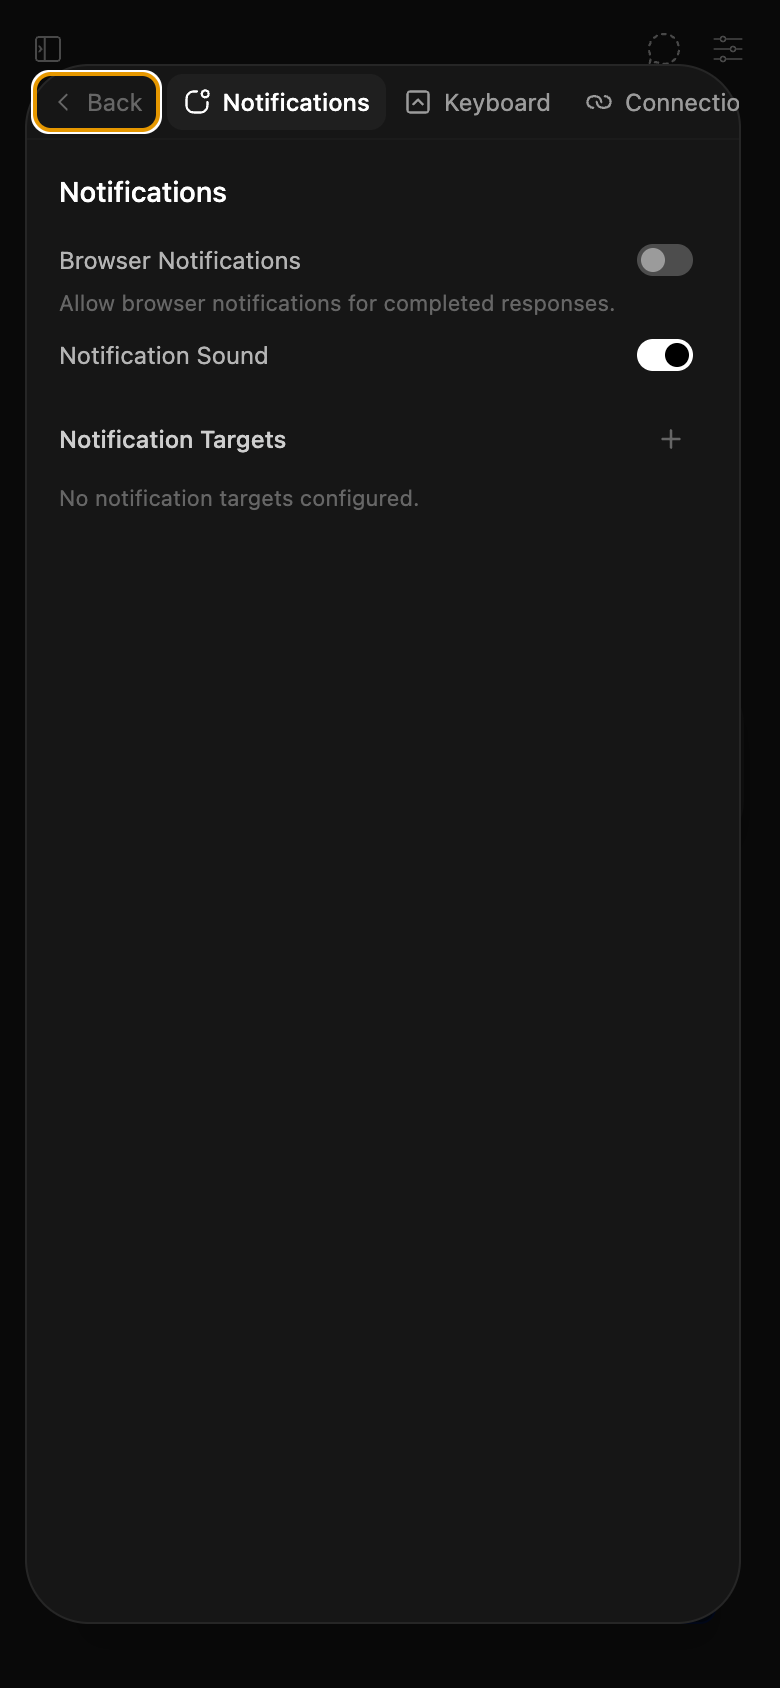 Back
Notifications
Keyboard
Connectio
Notifications
Browser Notifications
Allow browser notifications for completed responses.
Notification Sound
Notification Targets
No notification targets configured.